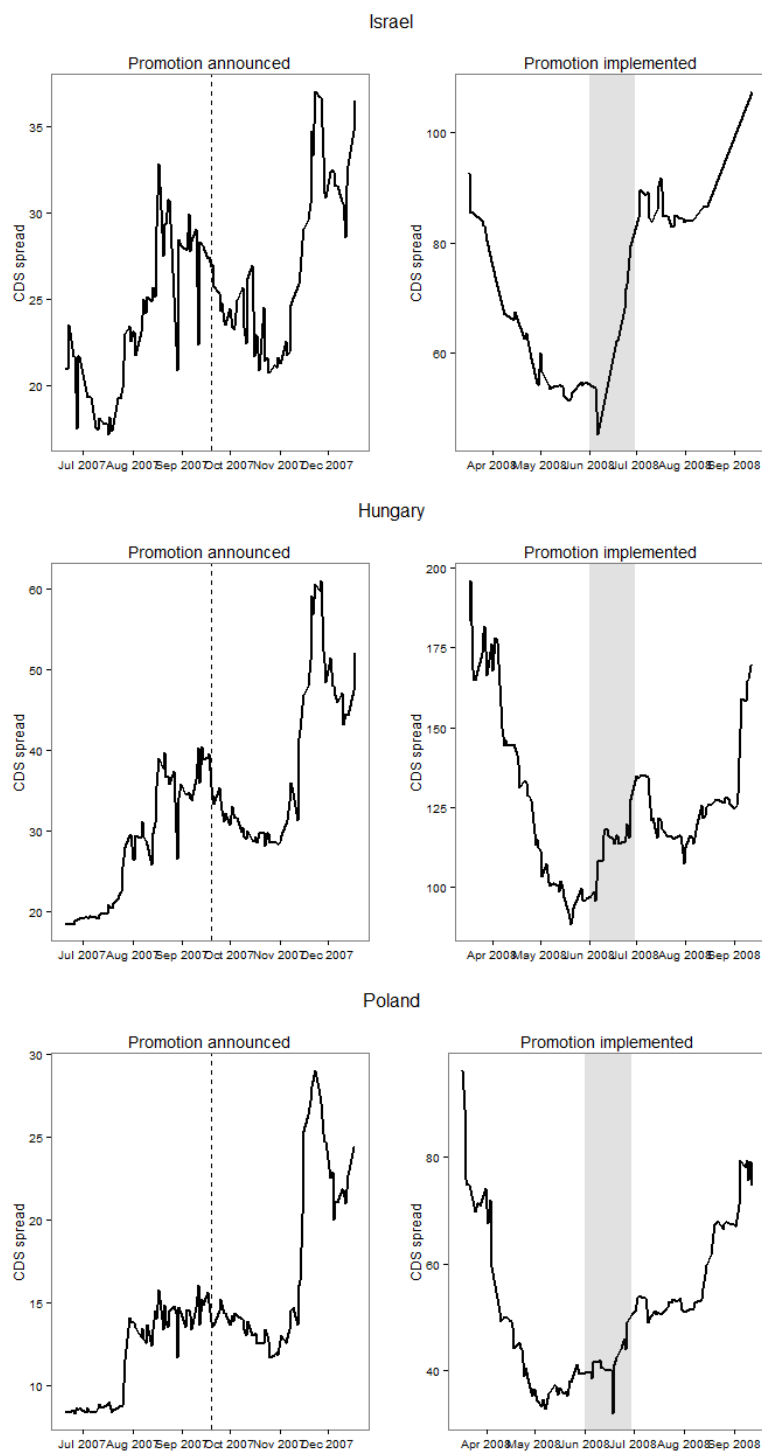 Israel
Promotion announced
Promotion implemented
CDS spread
35
30
25
20
Jul 2007 Aug 2007 Sep 2007 Oct 2007 Nov 2007 Dec 2007
CDS spread
100
80
60
Apr 2008 May 2008 Jun 2008 Jul 2008 Aug 2008 Sep 2008
Hungary
Promotion announced
Promotion implemented
CDS spread
60
50
40
30
20
Jul 2007 Aug 2007 Sep 2007 Oct 2007 Nov 2007 Dec 2007
CDS spread
200
175
150
125
100
Apr 2008 May 2008 Jun 2008 Jul 2008 Aug 2008 Sep 2008
Poland
Promotion announced
Promotion implemented
CDS spread
30
25
20
15
10
Jul 2007 Aug 2007 Sep 2007 Oct 2007 Nov 2007 Dec 2007
CDS spread
80
60
40
Apr 2008 May 2008 Jun 2008 Jul 2008 Aug 2008 Sep 2008